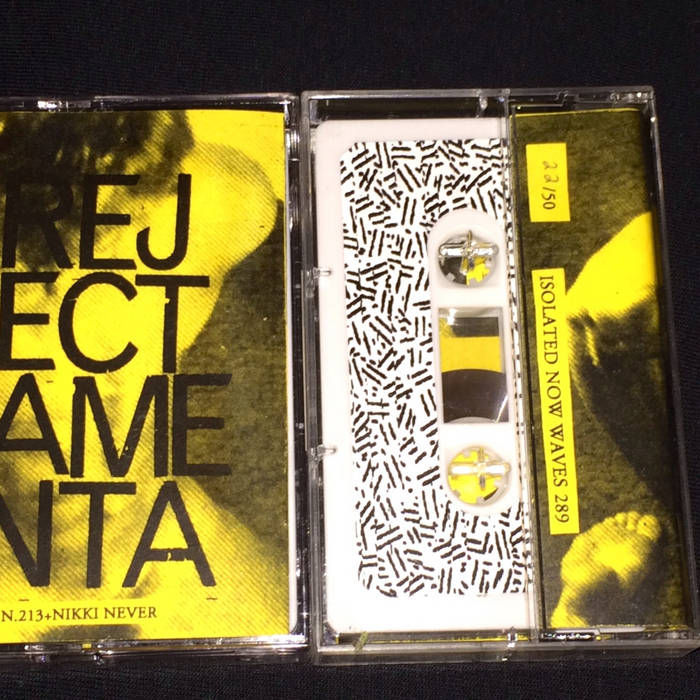 REJ
ECT
AME
NTA
N.213+NIKKI NEVER
22/50
ISOLATED NOW WAVES 289